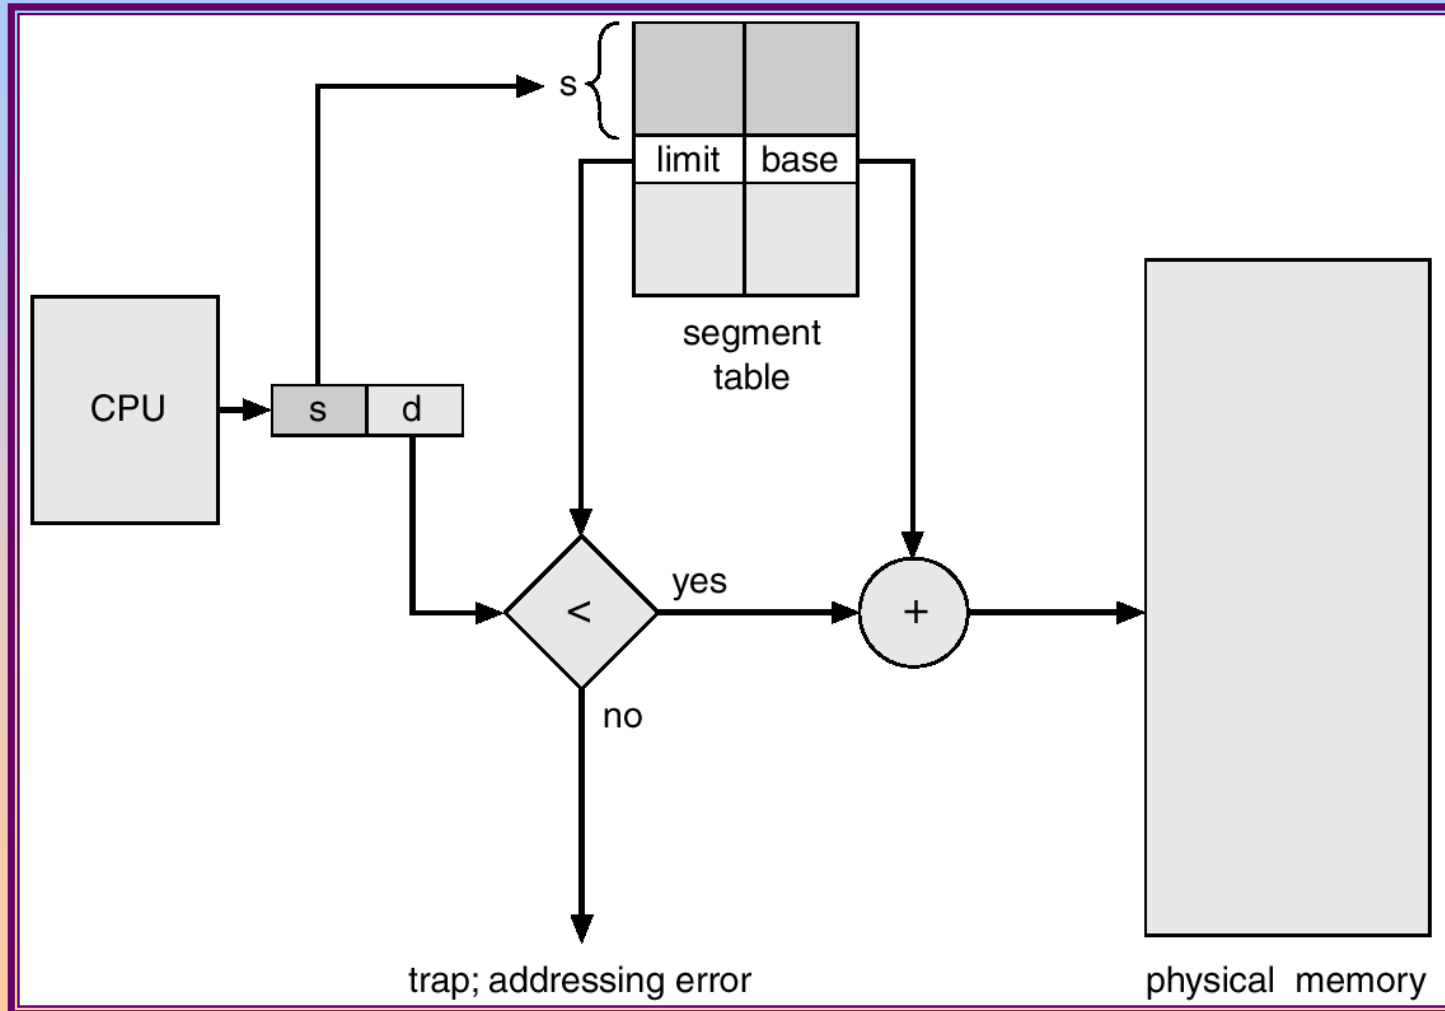 s
limit base
segment
table
CPU
s d
<
yes
+
no
trap; addressing error
physical memory